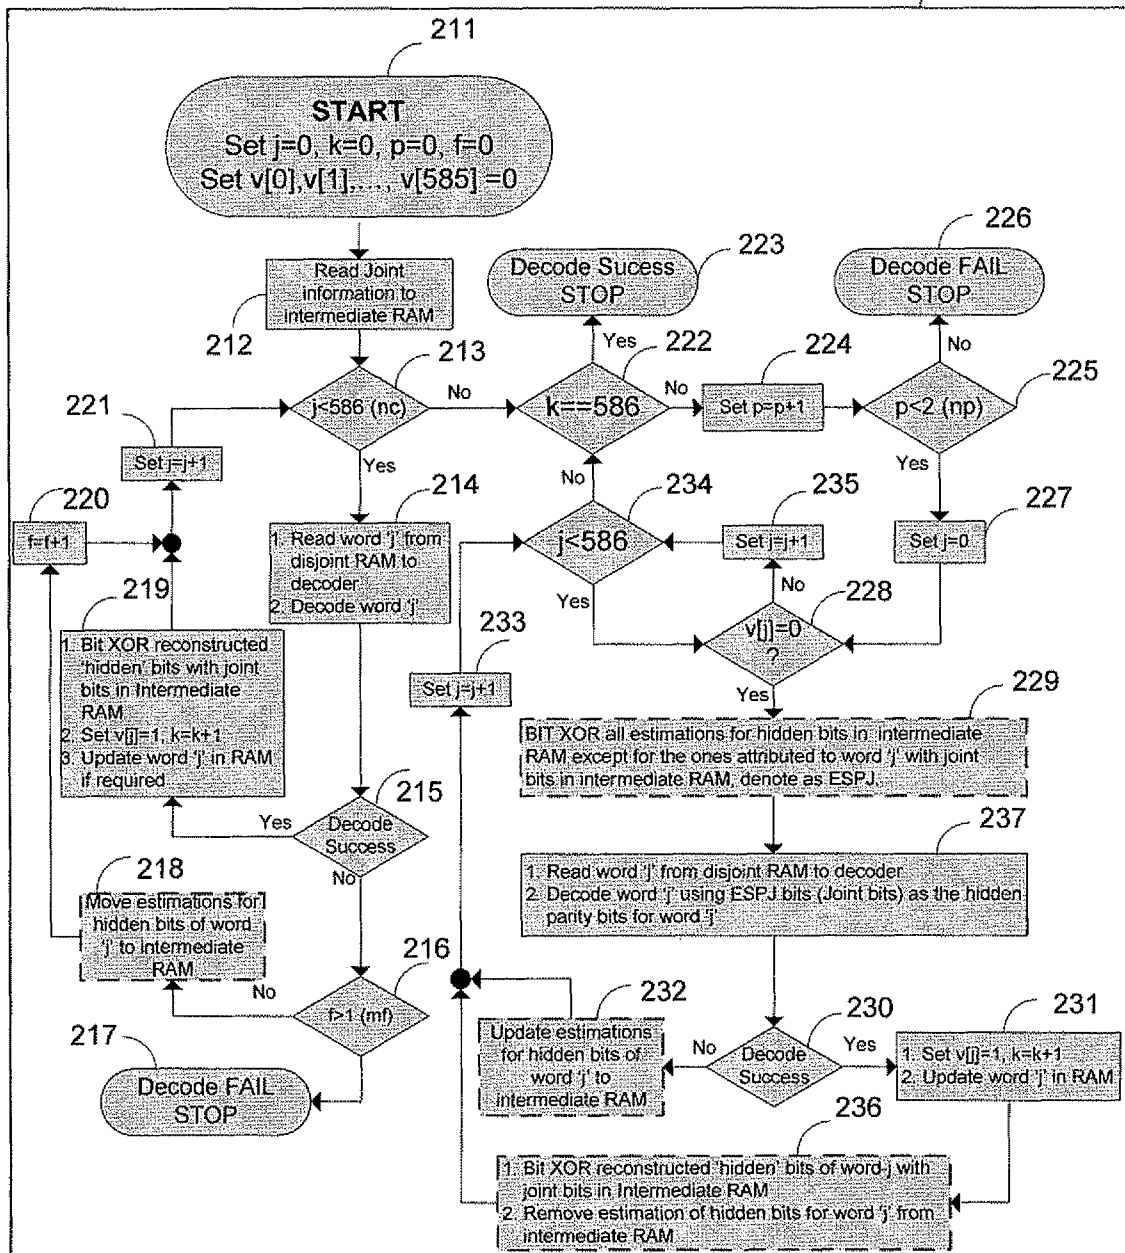 211
START
Set j=0, k=0, p=0, f=0
Set v[0],v[1],..., v[585] =0
Read Joint
information to
intermediate RAM
212
213
j<586 (nc)
No
Yes
221
Set j=j+1
220
f=f+1
219
1. Bit XOR reconstructed
'hidden' bits with joint
bits in Intermediate
RAM
2. Set v[j]=1, k=k+1
3. Update word 'j' in RAM
if required
214
1. Read word 'j' from
disjoint RAM to
decoder
2. Decode word 'j'
215
Decode
Success
Yes
No
218
Move estimations for
hidden bits of word
'j' to intermediate
RAM
216
f>1 (mf)
No
217
Decode FAIL
STOP
223
Decode Sucess
STOP
Yes
222
k==586
No
No
224
Set p=p+1
226
Decode FAIL
STOP
No
225
p<2 (np)
Yes
227
Set j=0
234
j<586
Yes
235
Set j=j+1
No
228
v[j]=0
?
Yes
233
Set j=j+1
229
BIT XOR all estimations for hidden bits in intermediate
RAM except for the ones attributed to word 'j' with joint
bits in intermediate RAM, denote as ESPJ.
237
1. Read word 'j' from disjoint RAM to decoder
2. Decode word 'j' using ESPJ bits (Joint bits) as the hidden
parity bits for word 'j'
230
Decode
Success
No
Yes
232
Update estimations
for hidden bits of
word 'j' to
intermediate RAM
231
1. Set v[j]=1, k=k+1
2. Update word 'j' in RAM
236
1. Bit XOR reconstructed 'hidden' bits of word j with
joint bits in Intermediate RAM
2. Remove estimation of hidden bits for word 'j' from
intermediate RAM